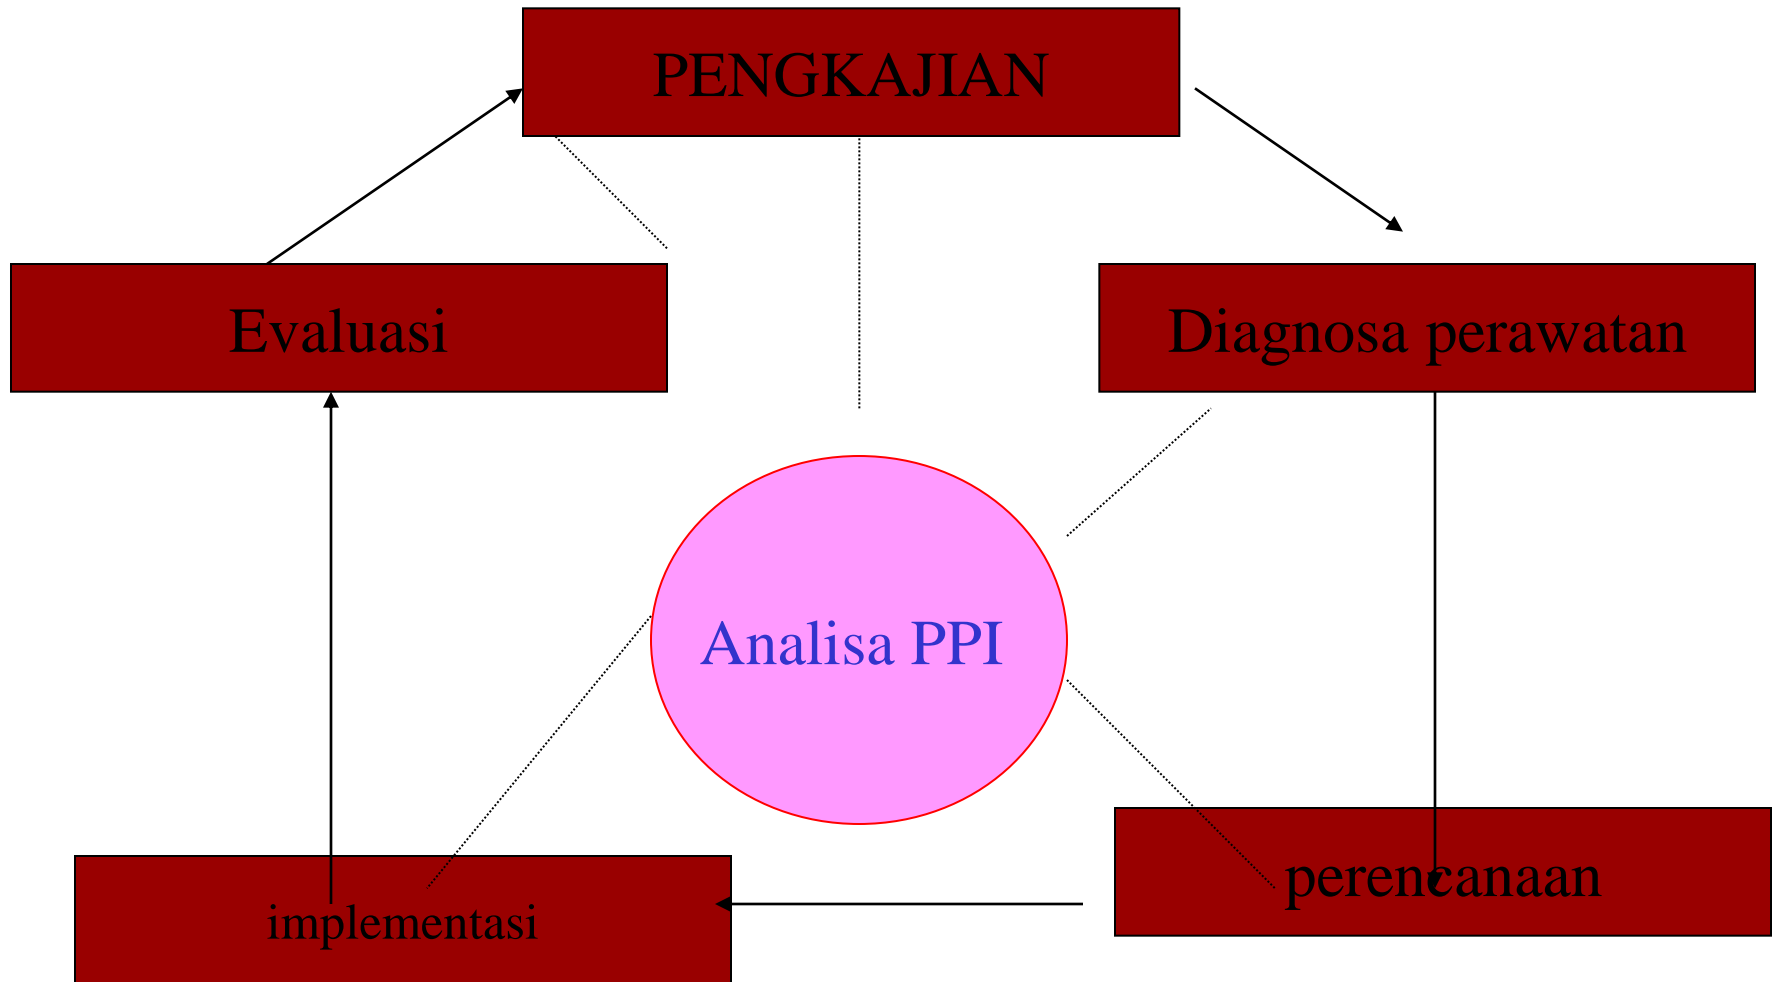 PENGKAJIAN
Evaluasi
Diagnosa perawatan
Analisa PPI
perencanaan
implementasi